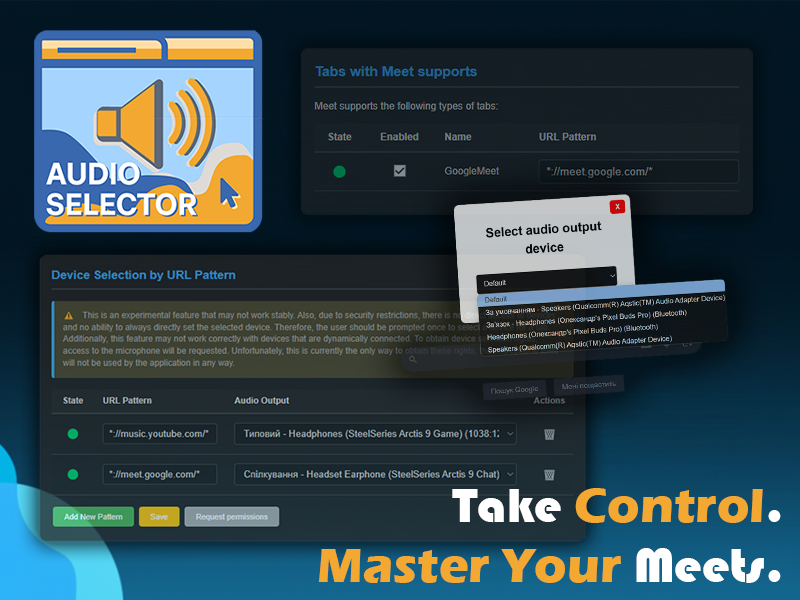 AUDIO
SELECTOR
Tabs with Meet supports
Meet supports the following types of tabs:
State Enabled Name URL Pattern
GoogleMeet *://meet.google.com/*
x
Select audio output
device
Default
Default
За умовчанням - Speakers (Qualcomm(R) Aqstic(TM) Audio Adapter Device)
Зв'язок - Headphones (Олександр's Pixel Buds Pro) (Bluetooth)
Headphones (Олександр's Pixel Buds Pro) (Bluetooth)
Speakers (Qualcomm(R) Aqstic(TM) Audio Adapter Device)
Пошук Google Мені пощастить
Device Selection by URL Pattern
This is an experimental feature that may not work stably. Also, due to security restrictions, there is no
and no ability to always directly set the selected device. Therefore, the user should be prompted once to select
Additionally, this feature may not work correctly with devices that are dynamically connected. To obtain device
access to the microphone will be requested. Unfortunately, this is currently the only way to obtain these rights.
will not be used by the application in any way.
State URL Pattern Audio Output Actions
*://music.youtube.com/* Типовий - Headphones (SteelSeries Arctis 9 Game) (1038:12
*://meet.google.com/* Спілкування - Headset Earphone (SteelSeries Arctis 9 Chat)
Add New Pattern Save Request permissions
Take Control.
Master Your Meets.